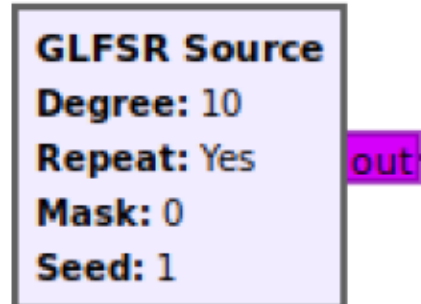 GLFSR Source
Degree: 10
Repeat: Yes
out
Mask: 0
Seed: 1